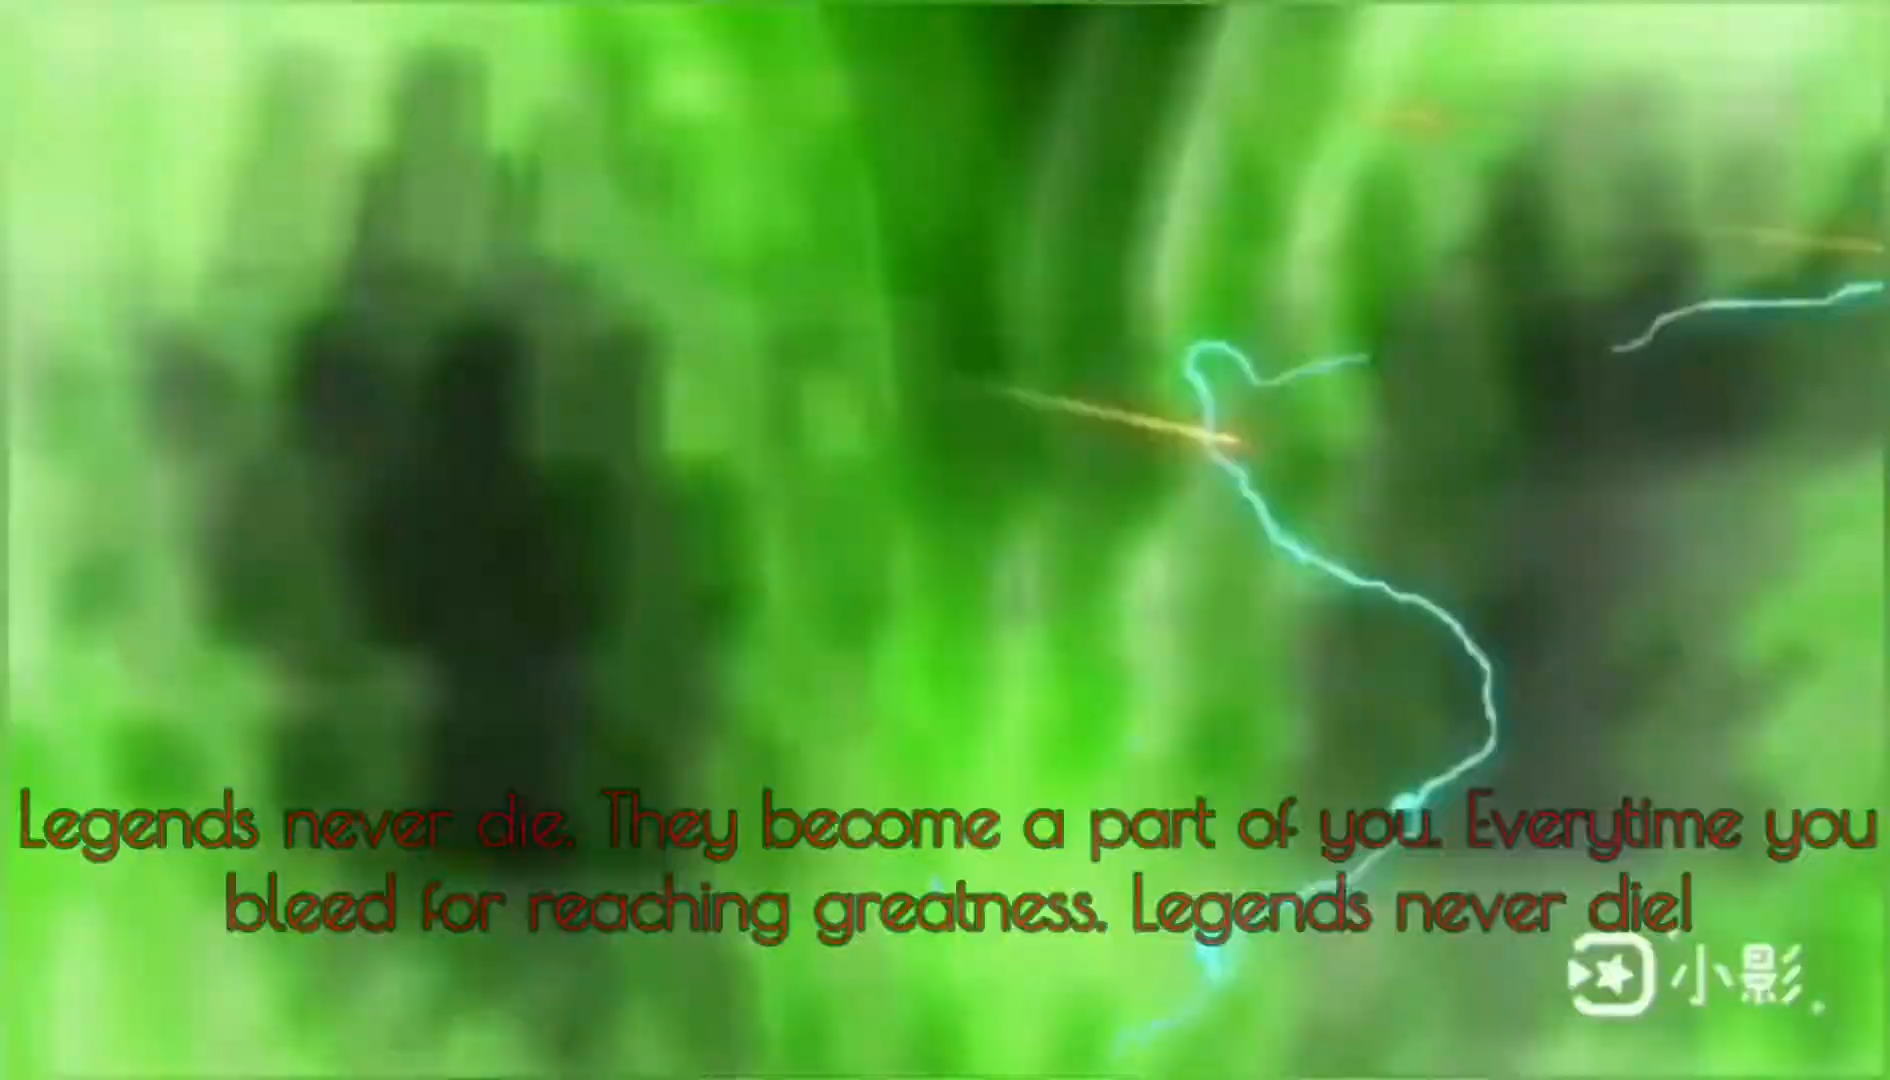 Legends never die. They become a part of you. Everytime you
bleed for reaching greatness. Legends never die!
小影